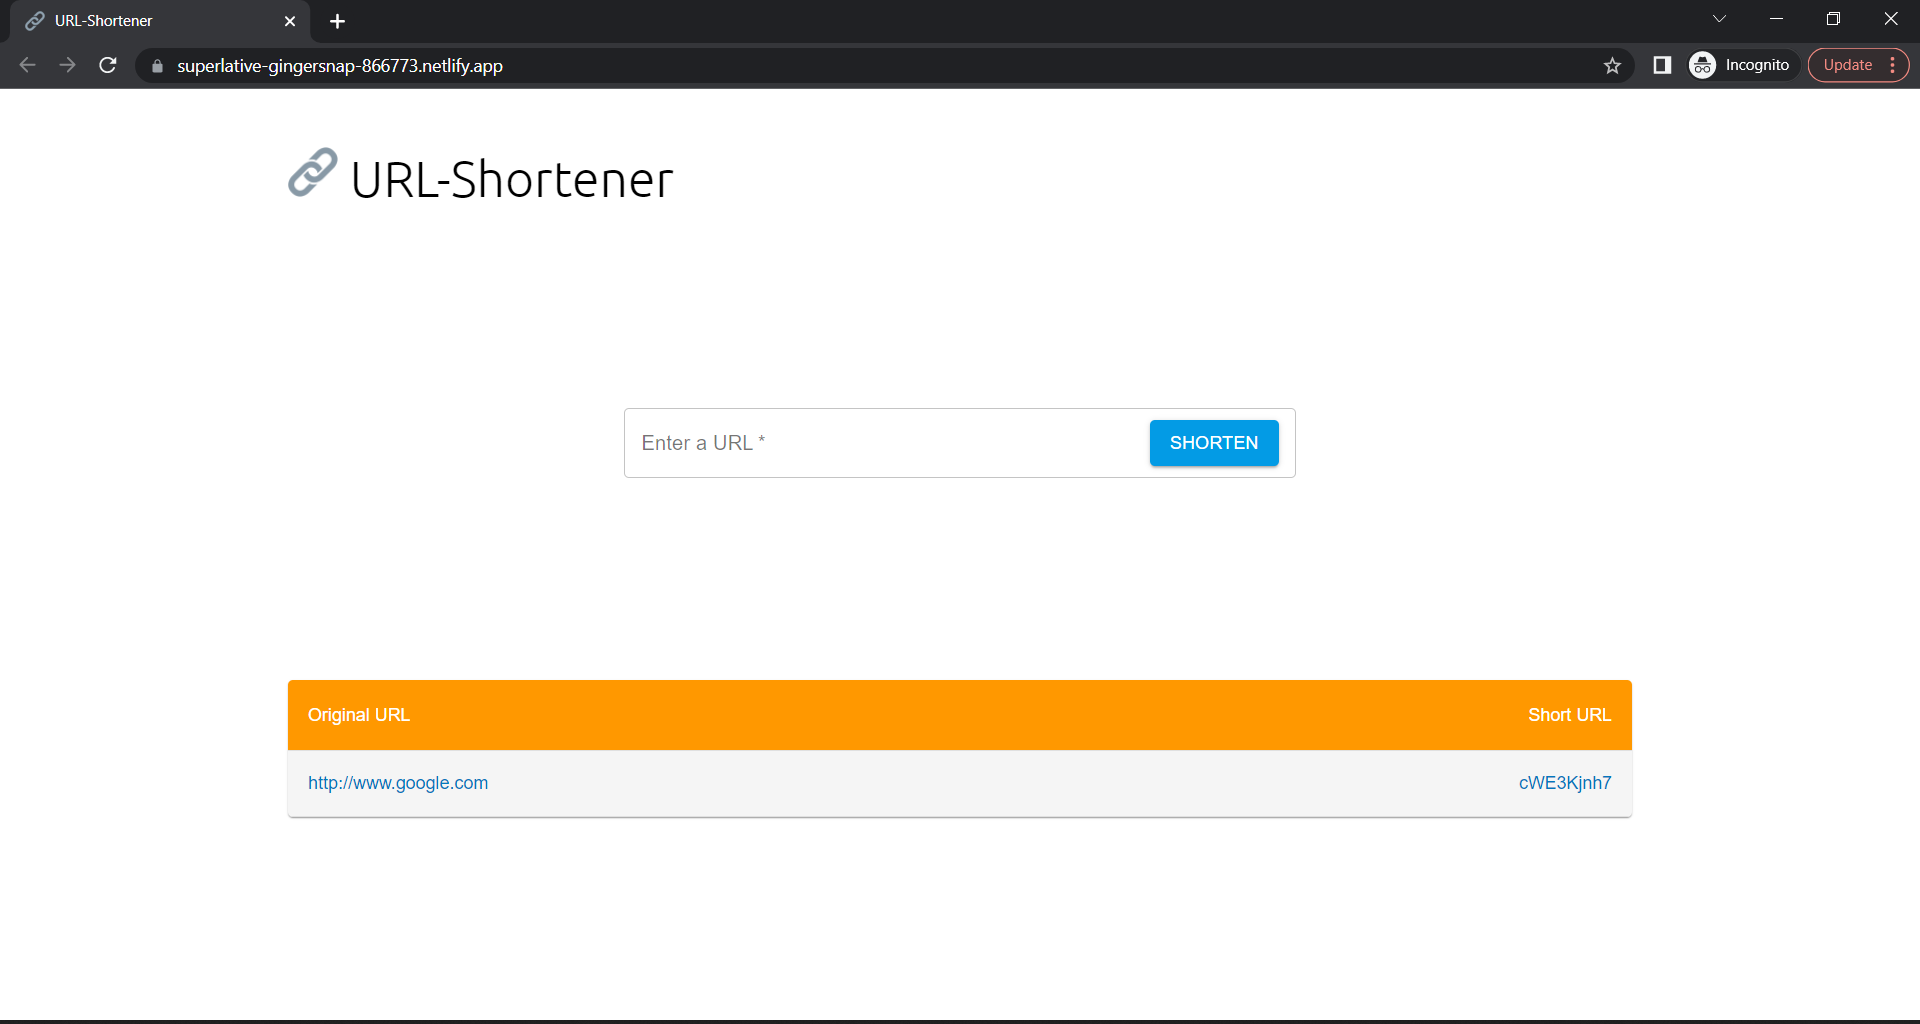 URL-Shortener
superlative-gingersnap-866773.netlify.app
Incognito
Update
URL-Shortener
Enter a URL *
SHORTEN
Original URL
Short URL
http://www.google.com
cWE3Kjnh7